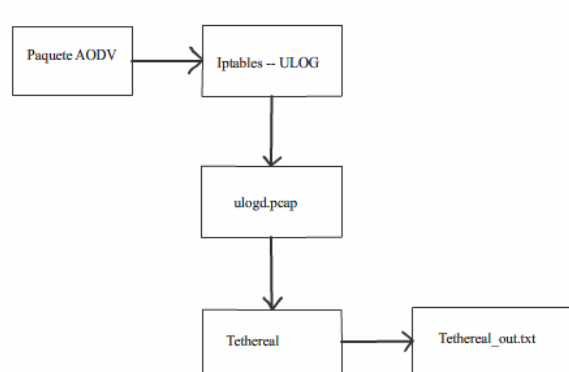 Paquete AODV
Iptables -- ULOG
ulogd.pcap
Tethereal
Tethereal_out.txt